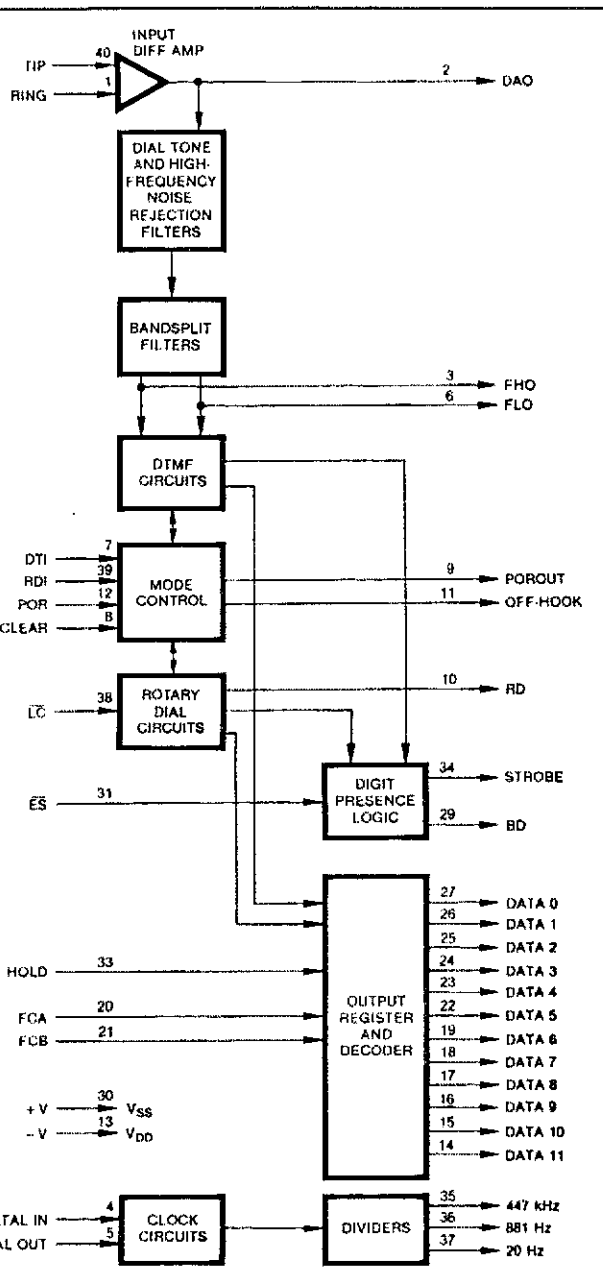 INPUT
DIFF AMP
40
TIP
1
RING
2
DAO
DIAL TONE
AND HIGH-
FREQUENCY
NOISE
REJECTION
FILTERS
BANDSPLIT
FILTERS
3
FHO
6
FLO
DTMF
CIRCUITS
7
DTI
39
RDI
12
POR
8
CLEAR
MODE
CONTROL
9
POROUT
11
OFF-HOOK
38
LC
ROTARY
DIAL
CIRCUITS
10
RD
31
ES
DIGIT
PRESENCE
LOGIC
34
STROBE
29
BD
33
HOLD
20
FCA
21
FCB
OUTPUT
REGISTER
AND
DECODER
27 DATA 0
26 DATA 1
25 DATA 2
24 DATA 3
23 DATA 4
22 DATA 5
19 DATA 6
18 DATA 7
17 DATA 8
16 DATA 9
15 DATA 10
14 DATA 11
+V 30 VSS
−V 13 VDD
4
TAL IN
5
AL OUT
CLOCK
CIRCUITS
DIVIDERS
35 447 kHz
36 881 Hz
37 20 Hz